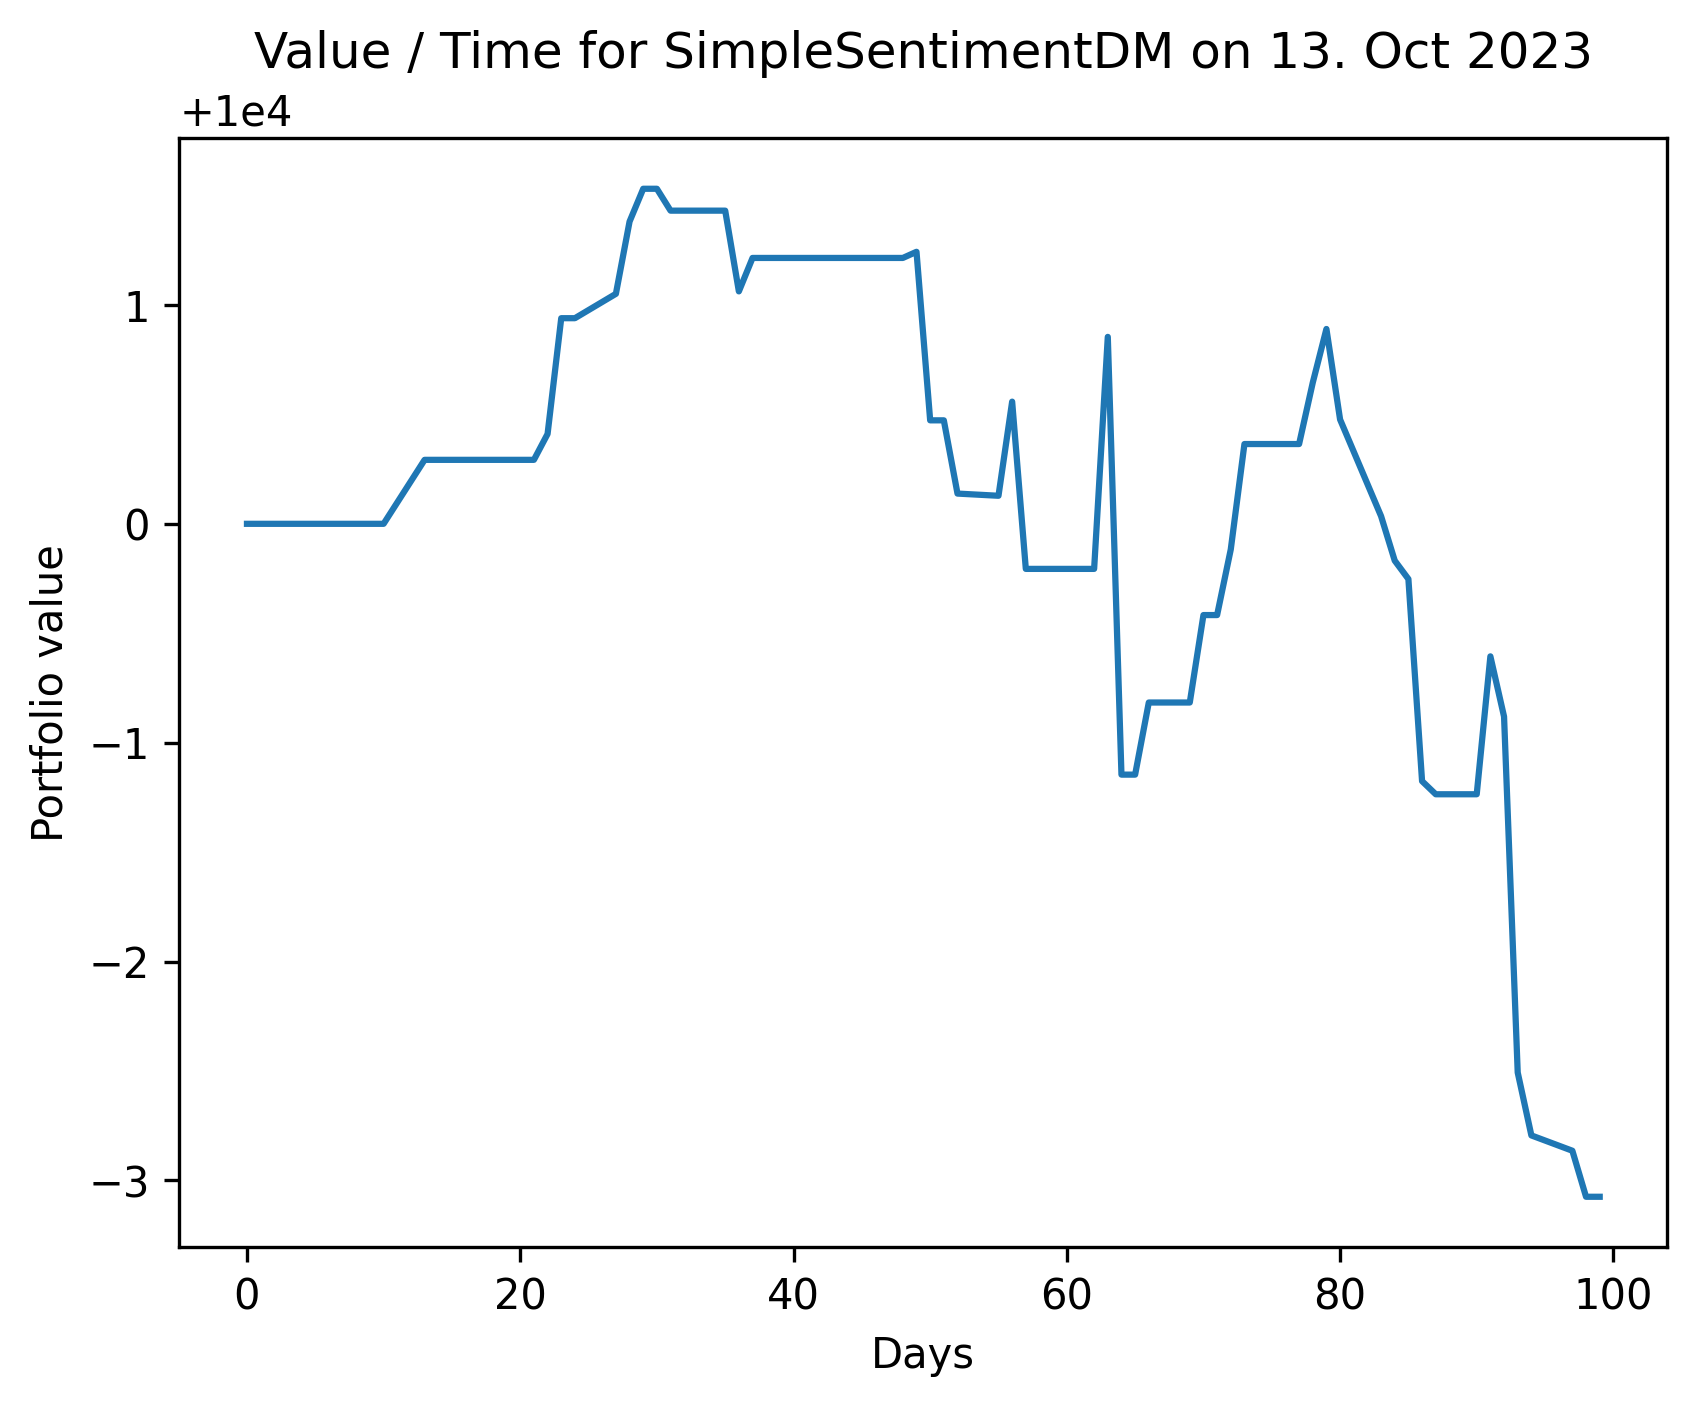 Value / Time for SimpleSentimentDM on 13. Oct 2023
+1e4
1
0
−1
−2
−3
Portfolio value
0 20 40 60 80 100
Days